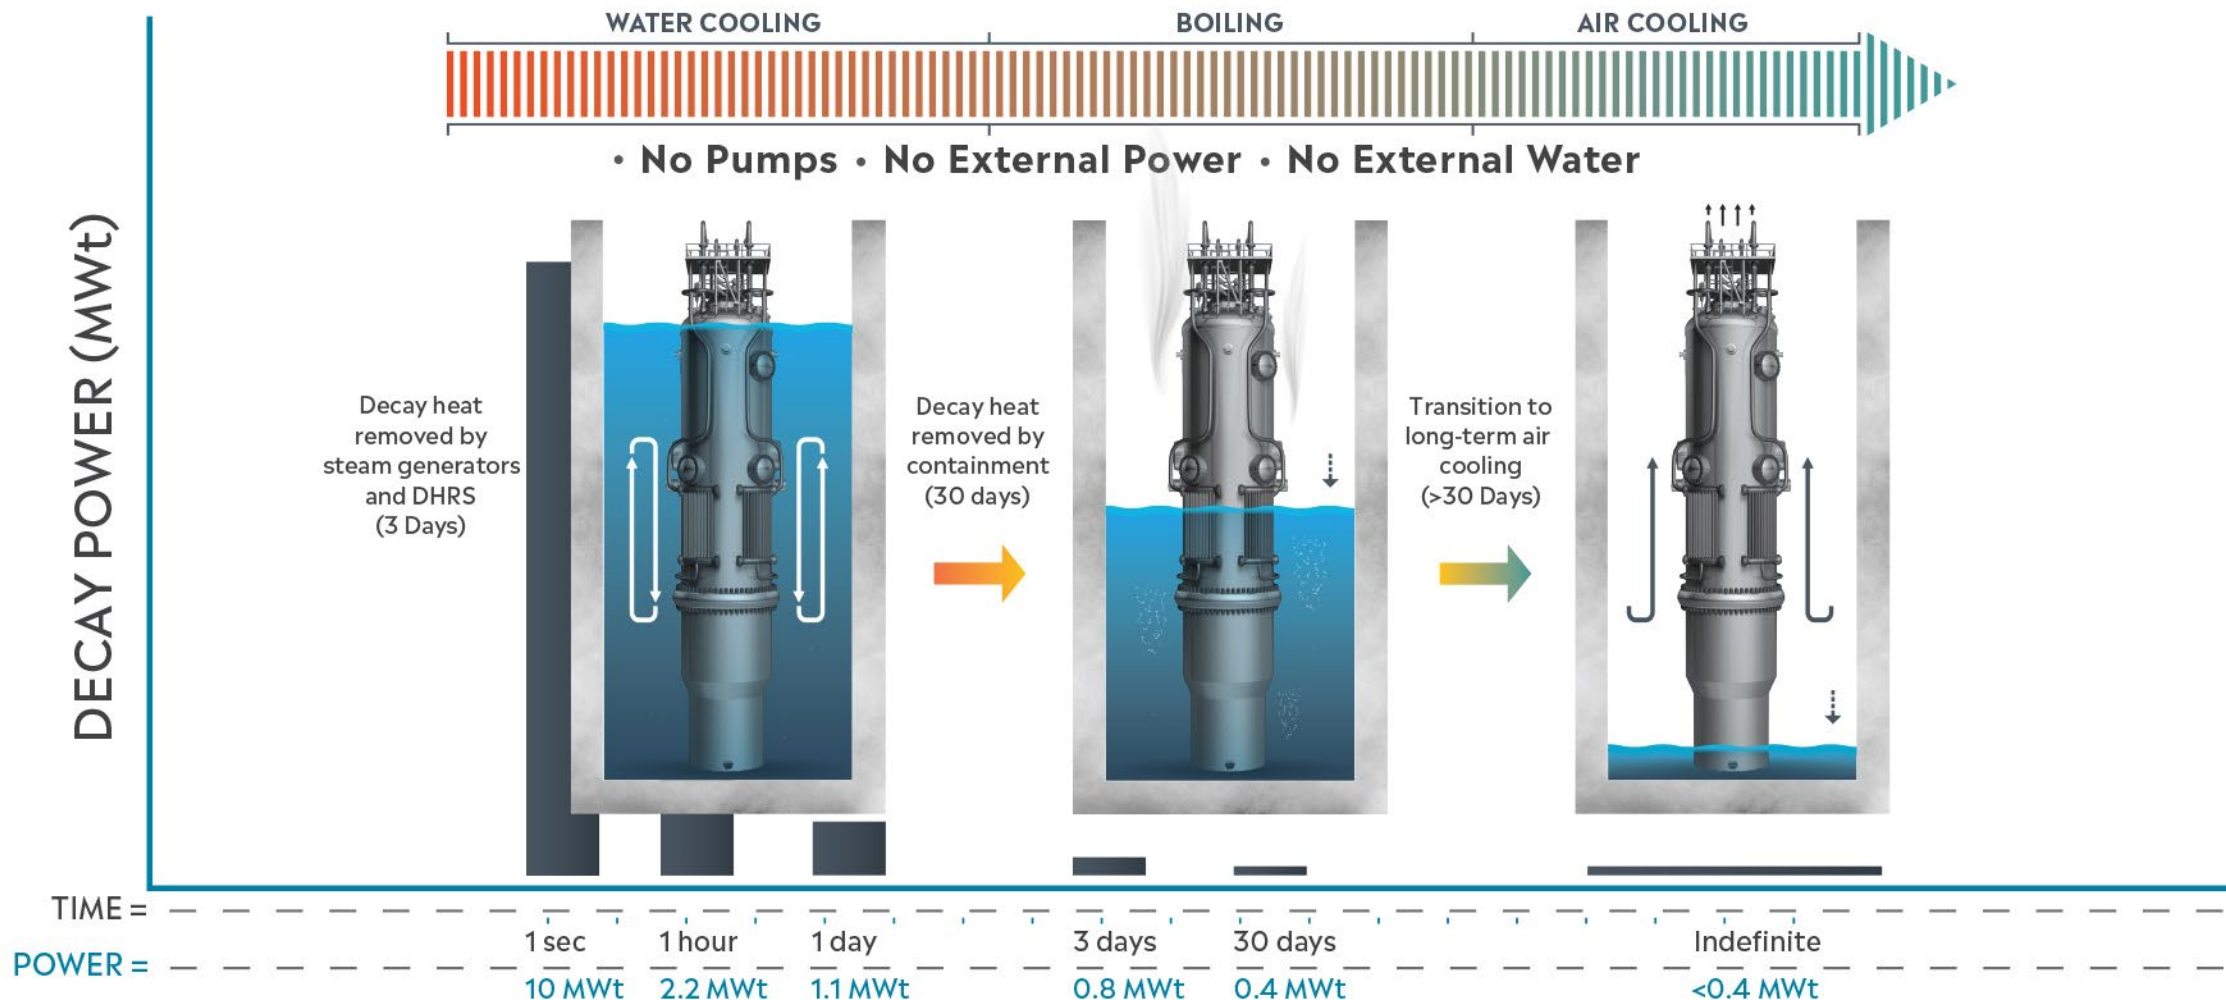 WATER COOLING
BOILING
AIR COOLING
• No Pumps • No External Power • No External Water
DECAY POWER (MWt)
Decay heat
removed by
steam generators
and DHRS
(3 Days)
Decay heat
removed by
containment
(30 days)
Transition to
long-term air
cooling
(>30 Days)
TIME =
1 sec
1 hour
1 day
3 days
30 days
Indefinite
POWER =
10 MWt
2.2 MWt
1.1 MWt
0.8 MWt
0.4 MWt
<0.4 MWt